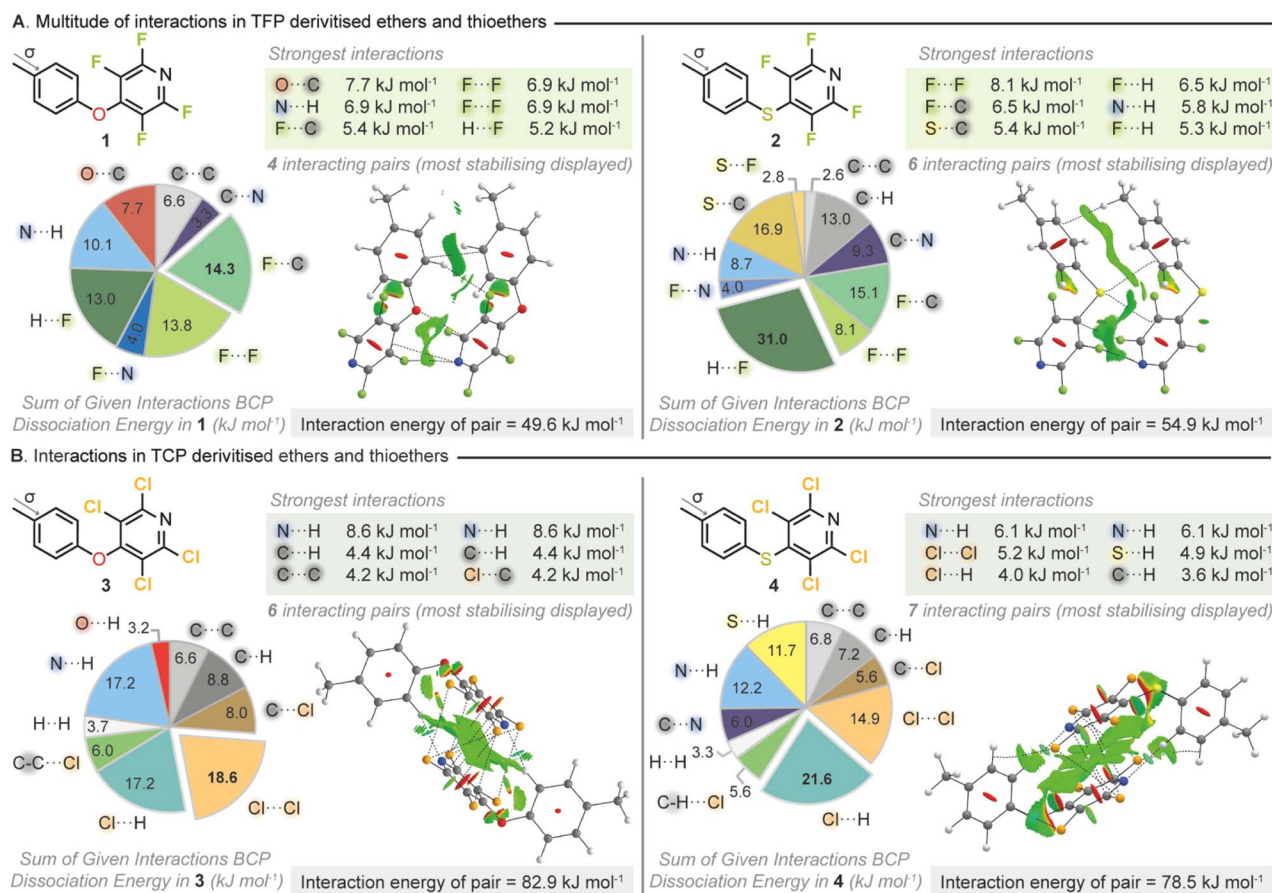 A. Multitude of interactions in TFP derivitised ethers and thioethers
σ
F
F
N
O
F
F
1
Strongest interactions
O···C 7.7 kJ mol-1 F···F 6.9 kJ mol-1
N···H 6.9 kJ mol-1 F···F 6.9 kJ mol-1
F···C 5.4 kJ mol-1 H···F 5.2 kJ mol-1
4 interacting pairs (most stabilising displayed)
O···C
C···C
C···N
N···H
7.7
6.6
3.3
10.1
14.3
F···C
13.0
4.0
13.8
H···F
F···N
F···F
Sum of Given Interactions BCP
Dissociation Energy in 1 (kJ mol-1)
Interaction energy of pair = 49.6 kJ mol-1
σ
F
F
N
S
F
F
2
Strongest interactions
F···F 8.1 kJ mol-1 F···H 6.5 kJ mol-1
F···C 6.5 kJ mol-1 N···H 5.8 kJ mol-1
S···C 5.4 kJ mol-1 F···H 5.3 kJ mol-1
6 interacting pairs (most stabilising displayed)
S···F
2.8
2.6
C···C
S···C
C···H
16.9
13.0
N···H
C···N
8.7
9.3
F···N
4.0
15.1
F···C
31.0
8.1
H···F
F···F
Sum of Given Interactions BCP
Dissociation Energy in 2 (kJ mol-1)
Interaction energy of pair = 54.9 kJ mol-1
B. Interactions in TCP derivitised ethers and thioethers
σ
Cl
Cl
N
O
Cl
Cl
3
Strongest interactions
N···H 8.6 kJ mol-1 N···H 8.6 kJ mol-1
C···H 4.4 kJ mol-1 C···H 4.4 kJ mol-1
C···C 4.2 kJ mol-1 Cl···C 4.2 kJ mol-1
6 interacting pairs (most stabilising displayed)
O···H
3.2
C···C
C···H
N···H
6.6
17.2
8.8
C···Cl
8.0
H···H
3.7
6.0
C-C···Cl
17.2
18.6
Cl···H
Cl···Cl
Sum of Given Interactions BCP
Dissociation Energy in 3 (kJ mol-1)
Interaction energy of pair = 82.9 kJ mol-1
σ
Cl
Cl
N
S
Cl
Cl
4
Strongest interactions
N···H 6.1 kJ mol-1 N···H 6.1 kJ mol-1
Cl···Cl 5.2 kJ mol-1 S···H 4.9 kJ mol-1
Cl···H 4.0 kJ mol-1 C···H 3.6 kJ mol-1
7 interacting pairs (most stabilising displayed)
S···H
C···C
C···H
11.7
6.8
7.2
C···Cl
N···H
12.2
5.6
C···N
6.0
14.9
Cl···Cl
H···H
3.3
5.6
21.6
C-H···Cl
Cl···H
Sum of Given Interactions BCP
Dissociation Energy in 4 (kJ mol-1)
Interaction energy of pair = 78.5 kJ mol-1